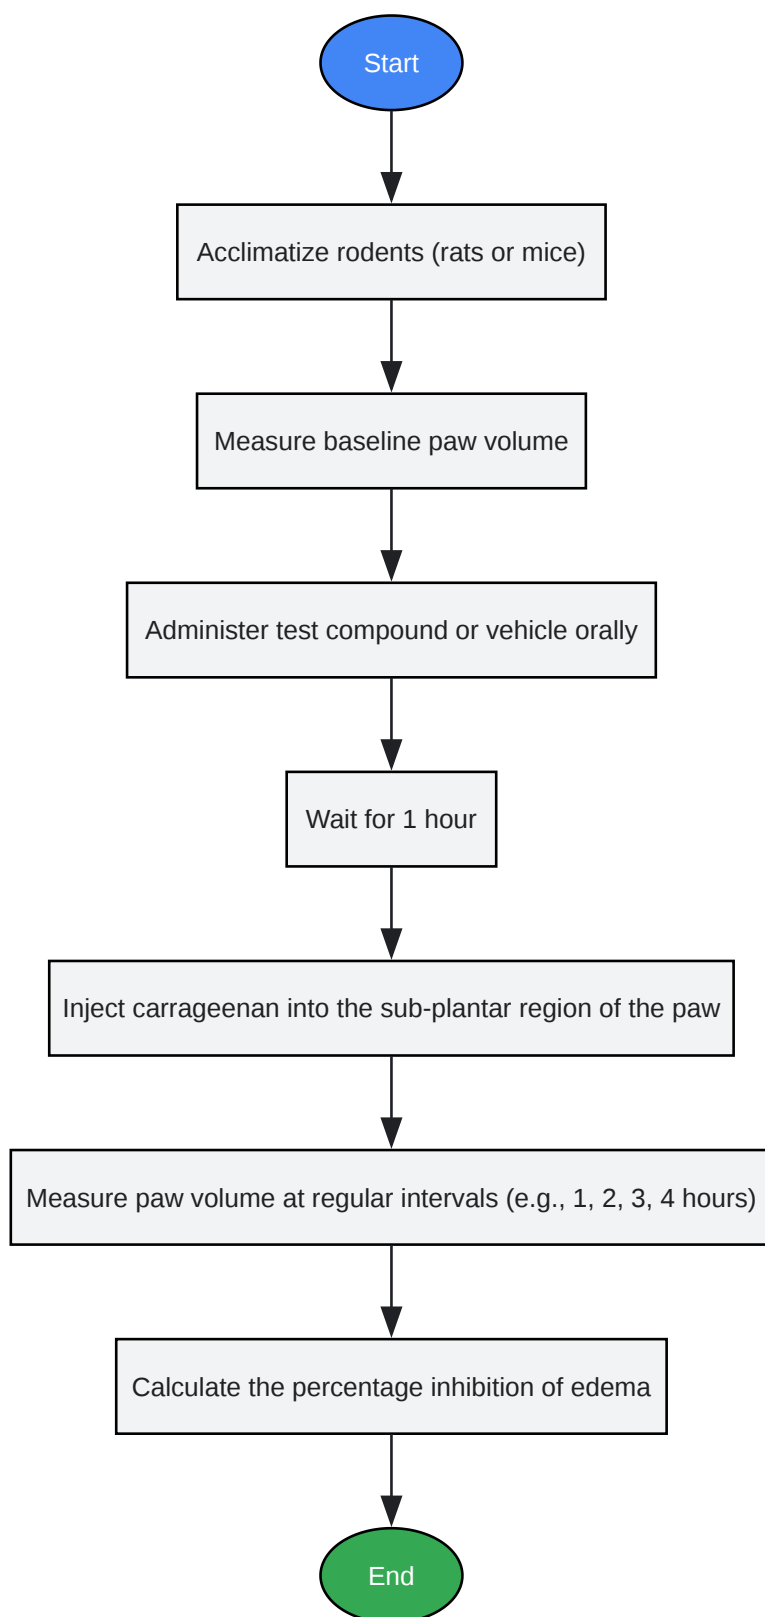 Start
Acclimatize rodents (rats or mice)
Measure baseline paw volume
Administer test compound or vehicle orally
Wait for 1 hour
Inject carrageenan into the sub-plantar region of the paw
Measure paw volume at regular intervals (e.g., 1, 2, 3, 4 hours)
Calculate the percentage inhibition of edema
End